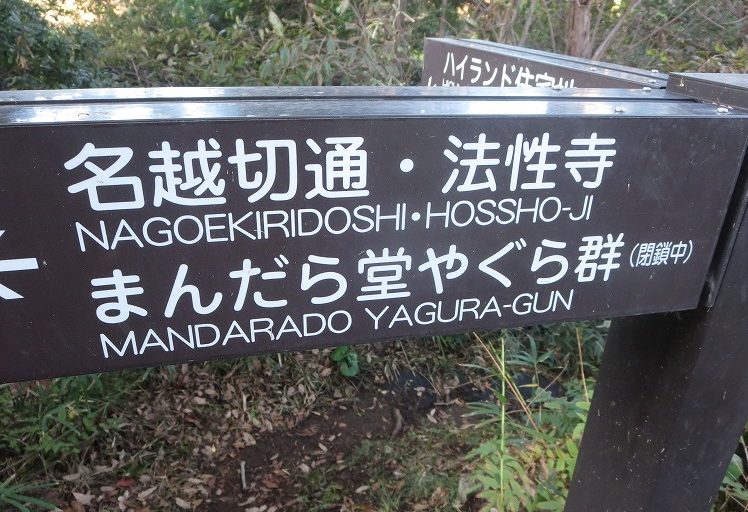 名越切通・法性寺
NAGOEKIRIDOSHI・HOSSHO-JI
まんだら堂やぐら群(閉鎖中)
MANDARADO YAGURA-GUN
ハイランド住宅